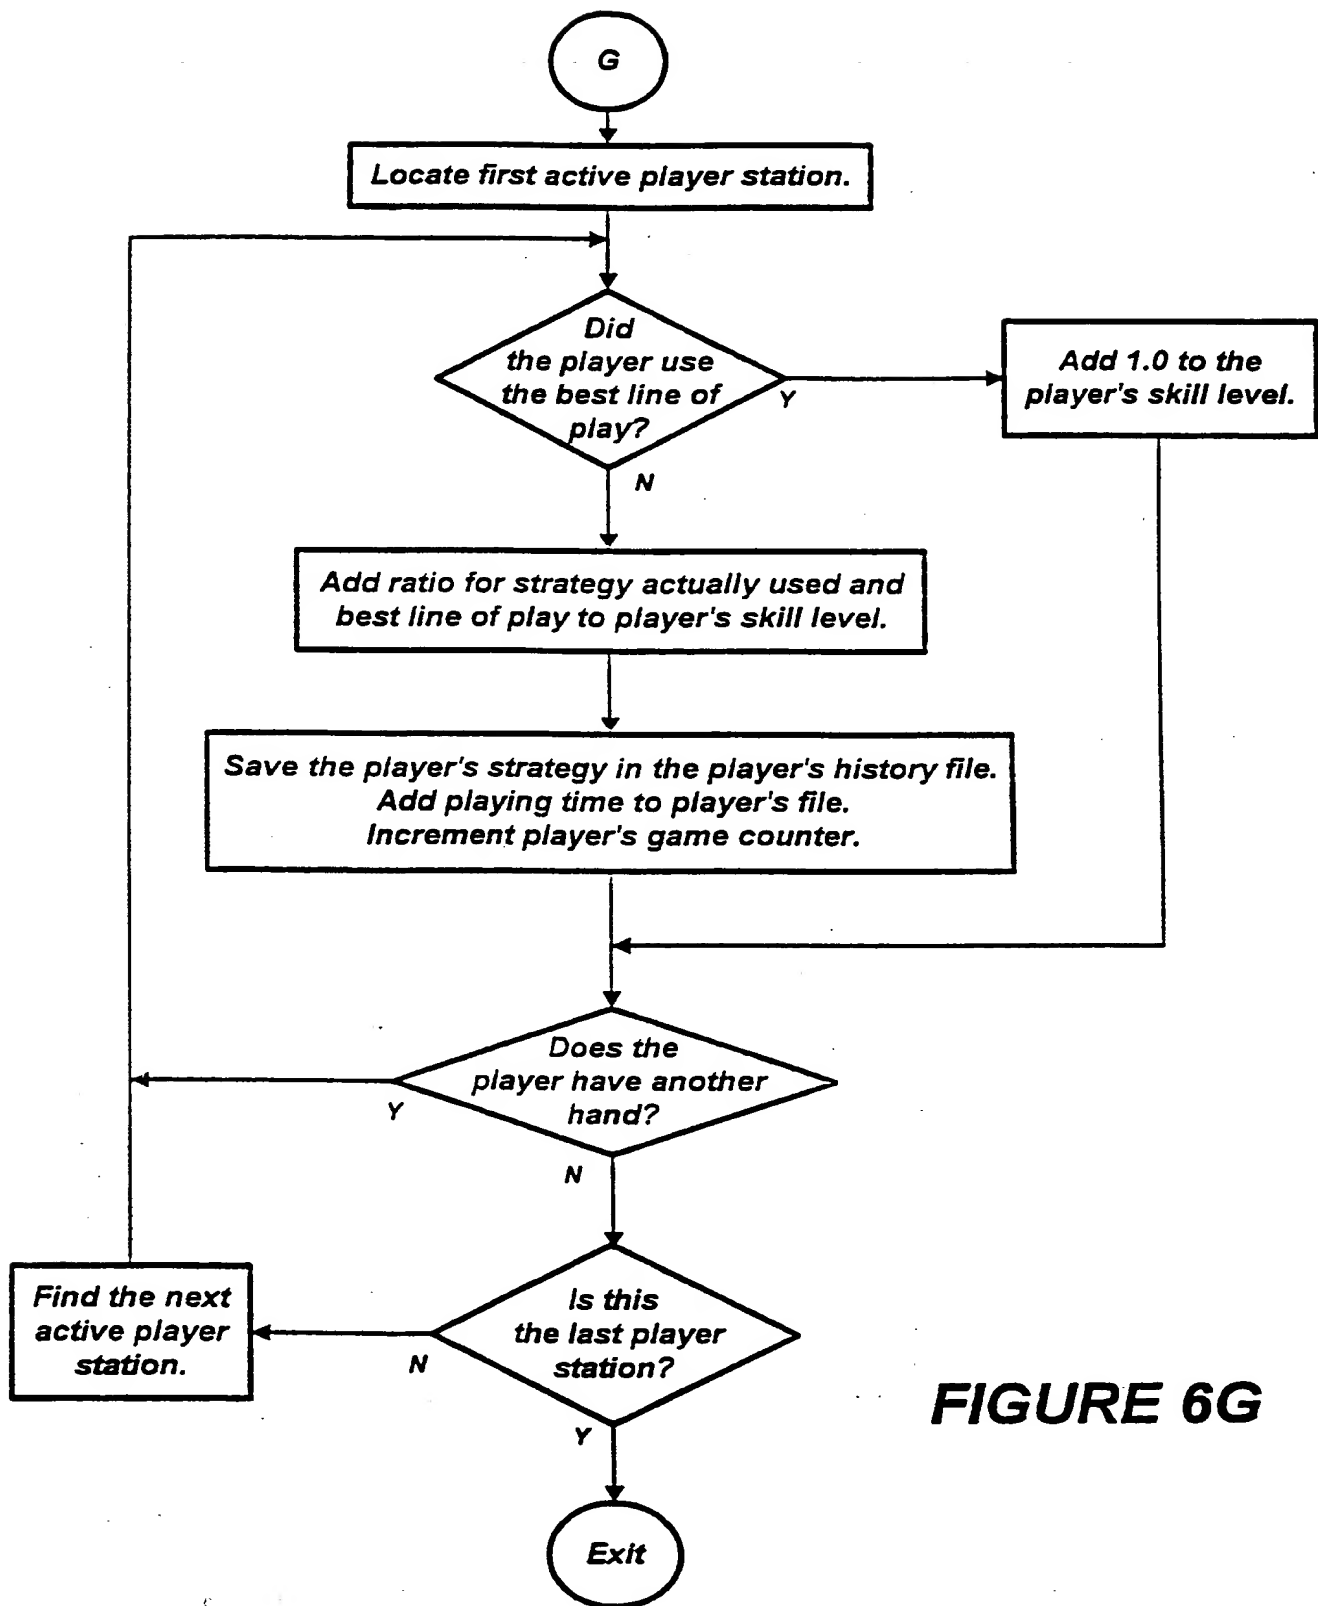 G
Locate first active player station.
Did
the player use
the best line of
play?
Y
Add 1.0 to the
player's skill level.
N
Add ratio for strategy actually used and
best line of play to player's skill level.
Save the player's strategy in the player's history file.
Add playing time to player's file.
Increment player's game counter.
Does the
player have another
hand?
Y
N
Find the next
active player
station.
Is this
the last player
station?
N
Y
FIGURE 6G
Exit